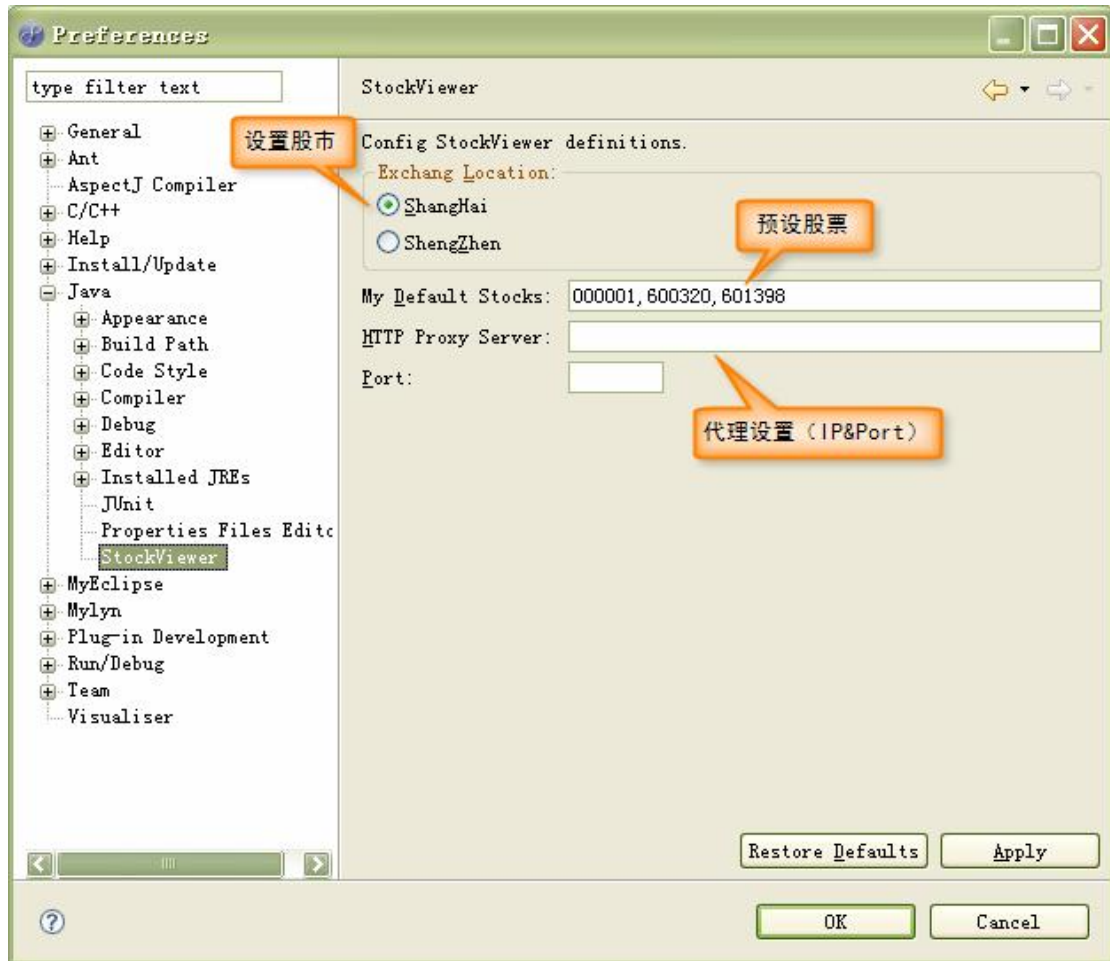 Preferences
type filter text
StockViewer
General
Ant
AspectJ Compiler
C/C++
Help
Install/Update
Java
Appearance
Build Path
Code Style
Compiler
Debug
Editor
Installed JREs
JUnit
Properties Files Edito
StockViewer
MyEclipse
Mylyn
Plug-in Development
Run/Debug
Team
Visualiser
设置股市
Config StockViewer definitions.
Exchang Location:
ShangHai
ShengZhen
预设股票
My Default Stocks: 000001,600320,601398
HTTP Proxy Server:
Port:
代理设置（IP&Port）
Restore Defaults
Apply
OK
Cancel